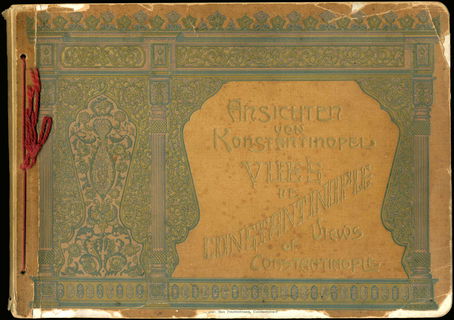 ANSICHTEN
VON
KONSTANTINOPEL
VUES
DE
CONSTANTINOPLE
VIEWS
OF
CONSTANTINOPLE